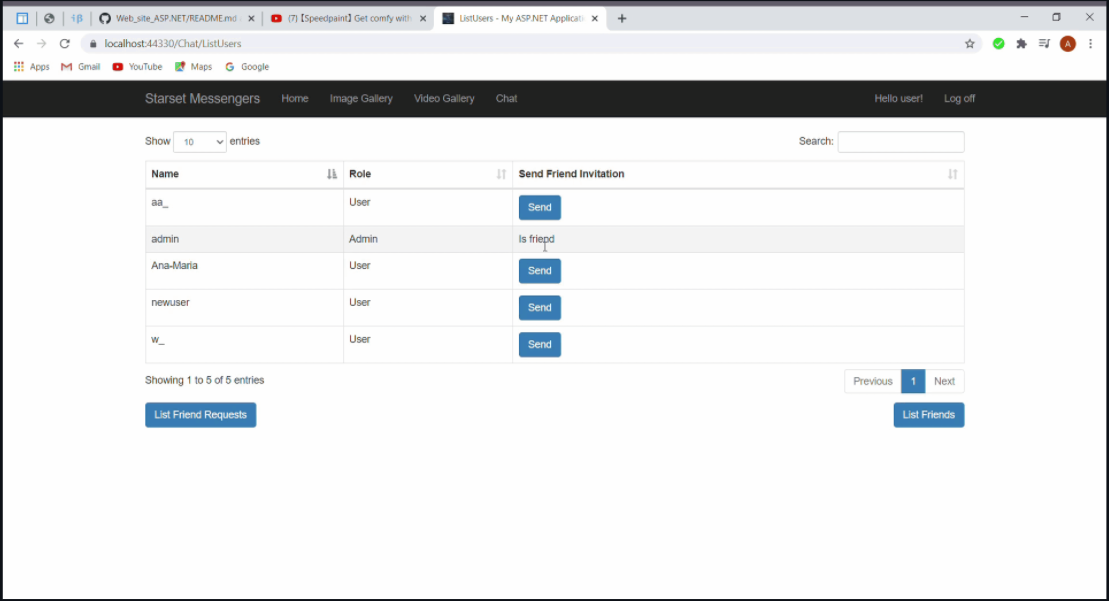 Web_site_ASP.NET/README.md
(7) 【Speedpaint】 Get comfy with
ListUsers - My ASP.NET Applicati
localhost:44330/Chat/ListUsers
A
Apps Gmail YouTube Maps Google
Starset Messengers Home Image Gallery Video Gallery Chat Hello user! Log off
Show 10 entries Search:
Name Role Send Friend Invitation
aa_ User Send
admin Admin Is friend
Ana-Maria User Send
newuser User Send
w_ User Send
Showing 1 to 5 of 5 entries Previous 1 Next
List Friend Requests List Friends